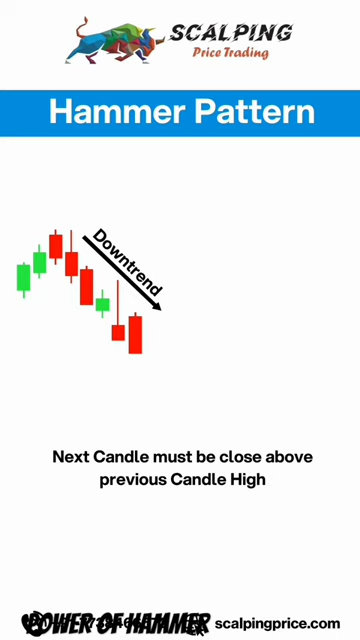 SCALPING
Price Trading
Hammer Pattern
Downtrend
Next Candle must be close above
previous Candle High
POWER OF HAMMER
scalpingprice.com